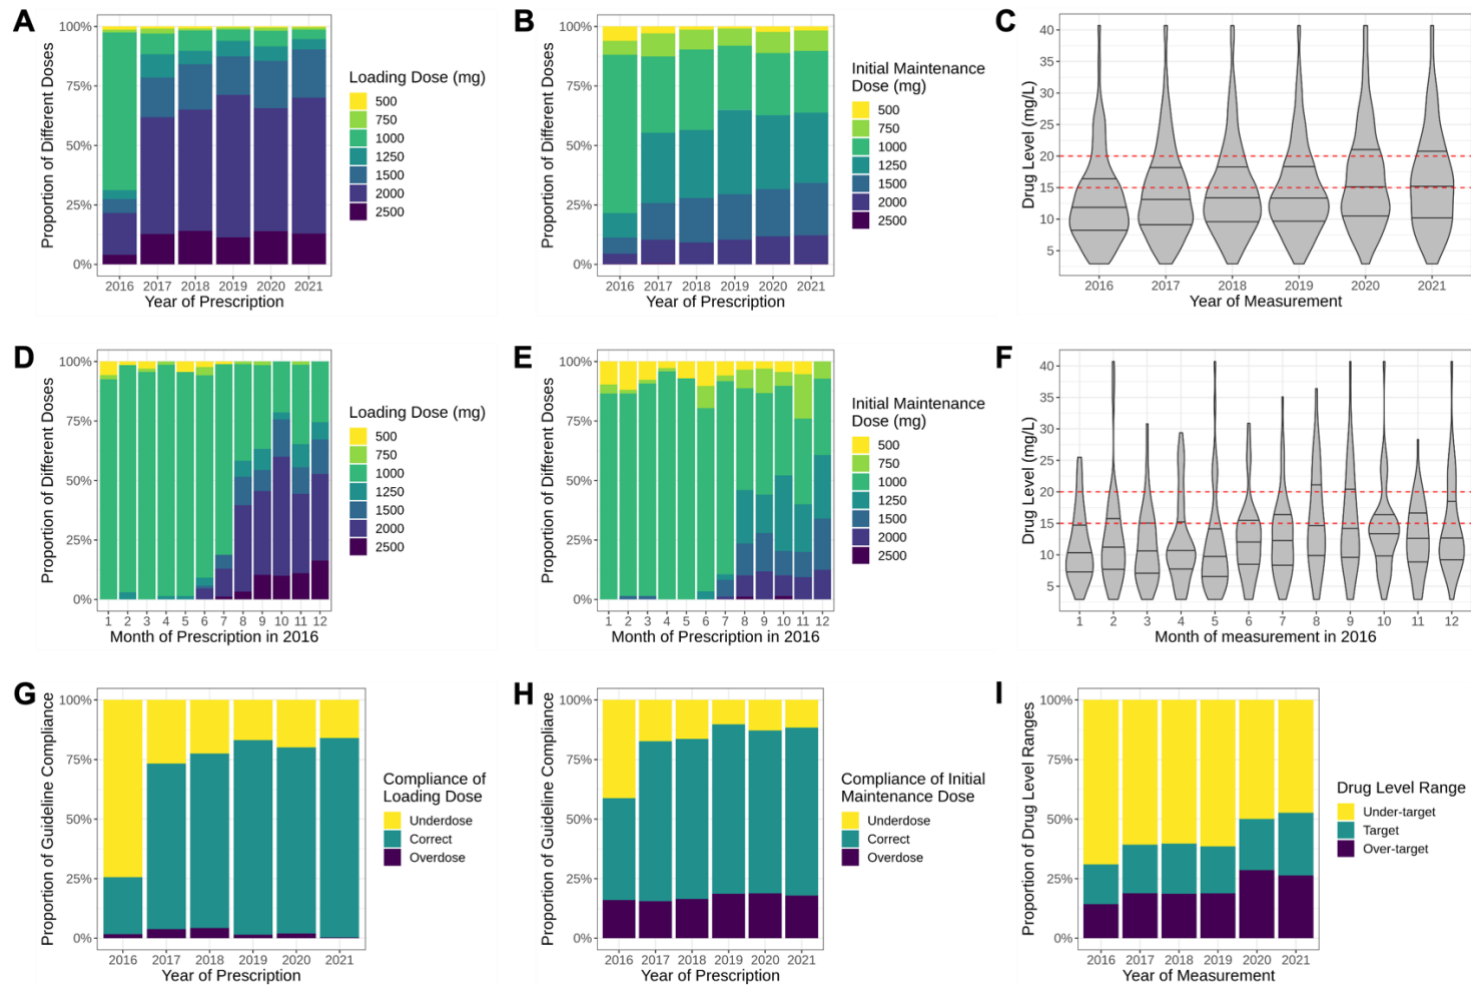 A
Proportion of Different Doses
100%
75%
50%
25%
0%
2016 2017 2018 2019 2020 2021
Year of Prescription
Loading Dose (mg)
500
750
1000
1250
1500
2000
2500
B
Proportion of Different Doses
100%
75%
50%
25%
0%
2016 2017 2018 2019 2020 2021
Year of Prescription
Initial Maintenance
Dose (mg)
500
750
1000
1250
1500
2000
2500
C
Drug Level (mg/L)
40
35
30
25
20
15
10
5
2016 2017 2018 2019 2020 2021
Year of Measurement
D
Proportion of Different Doses
100%
75%
50%
25%
0%
1 2 3 4 5 6 7 8 9 10 11 12
Month of Prescription in 2016
Loading Dose (mg)
500
750
1000
1250
1500
2000
2500
E
Proportion of Different Doses
100%
75%
50%
25%
0%
1 2 3 4 5 6 7 8 9 10 11 12
Month of Prescription in 2016
Initial Maintenance
Dose (mg)
500
750
1000
1250
1500
2000
2500
F
Drug Level (mg/L)
40
35
30
25
20
15
10
5
1 2 3 4 5 6 7 8 9 10 11 12
Month of measurement in 2016
G
Proportion of Guideline Compliance
100%
75%
50%
25%
0%
2016 2017 2018 2019 2020 2021
Year of Prescription
Compliance of
Loading Dose
Underdose
Correct
Overdose
H
Proportion of Guideline Compliance
100%
75%
50%
25%
0%
2016 2017 2018 2019 2020 2021
Year of Prescription
Compliance of Initial
Maintenance Dose
Underdose
Correct
Overdose
I
Proportion of Drug Level Ranges
100%
75%
50%
25%
0%
2016 2017 2018 2019 2020 2021
Year of Measurement
Drug Level Range
Under-target
Target
Over-target